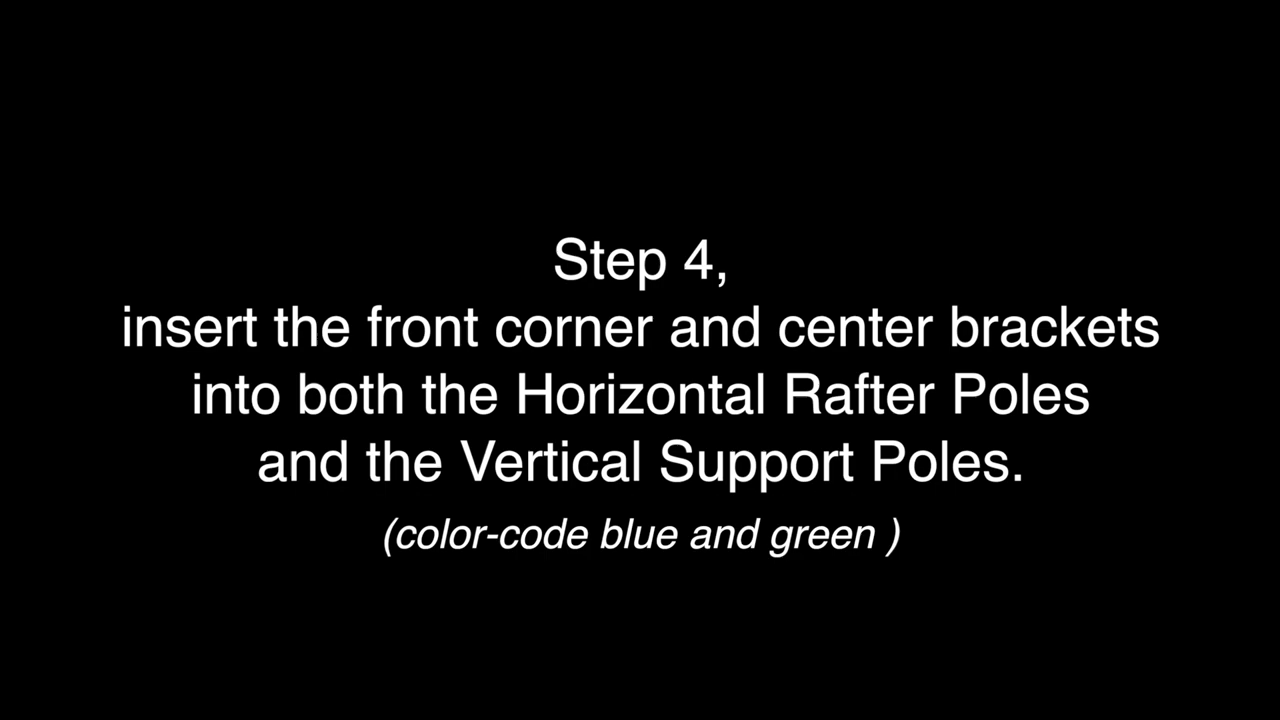 Step 4,
insert the front corner and center brackets
into both the Horizontal Rafter Poles
and the Vertical Support Poles.
(color-code blue and green )